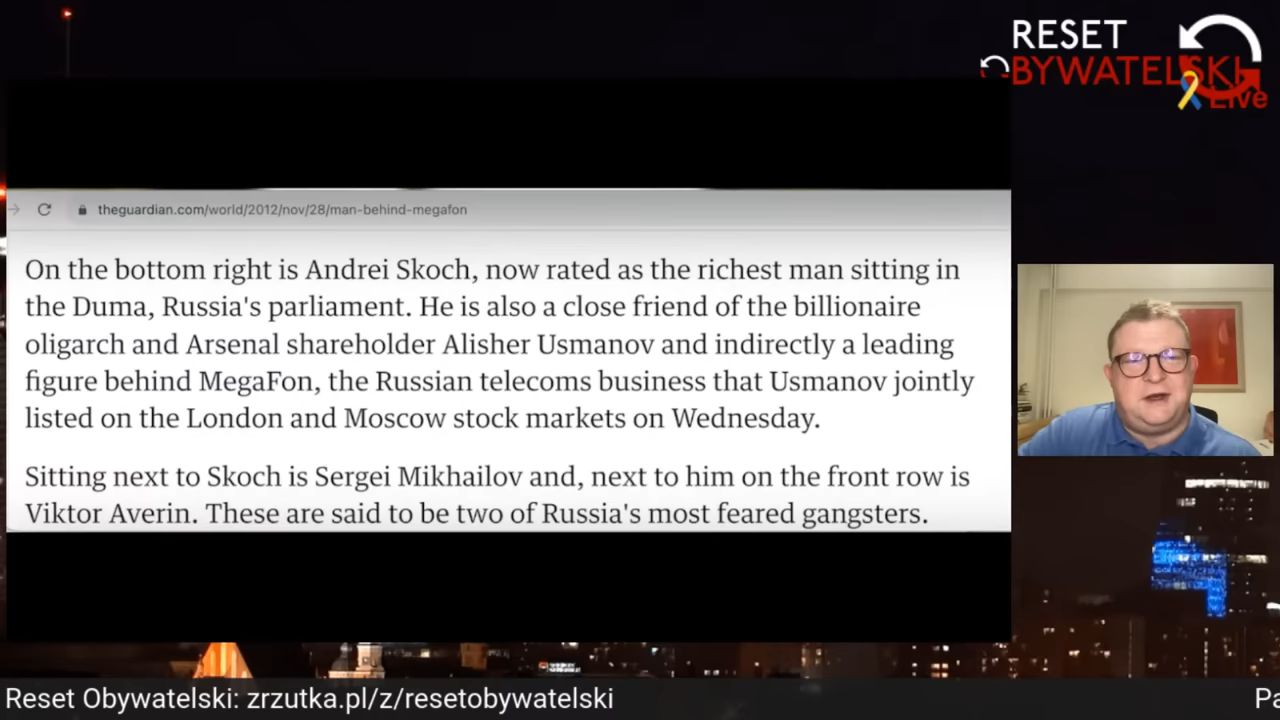 RESET
OBYWATELSKI
Live
theguardian.com/world/2012/nov/28/man-behind-megafon
On the bottom right is Andrei Skoch, now rated as the richest man sitting in
the Duma, Russia's parliament. He is also a close friend of the billionaire
oligarch and Arsenal shareholder Alisher Usmanov and indirectly a leading
figure behind MegaFon, the Russian telecoms business that Usmanov jointly
listed on the London and Moscow stock markets on Wednesday.
Sitting next to Skoch is Sergei Mikhailov and, next to him on the front row is
Viktor Averin. These are said to be two of Russia's most feared gangsters.
Reset Obywatelski: zrzutka.pl/z/resetobywatelski
Pa